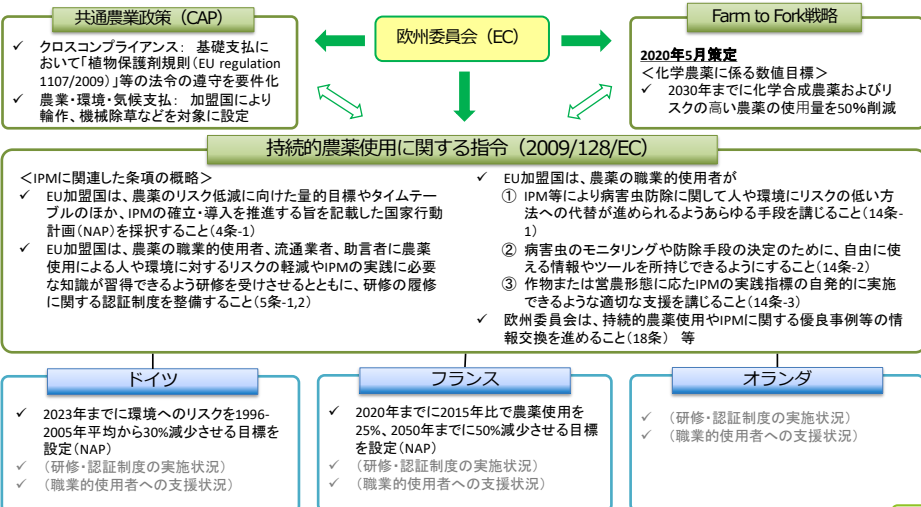 共通農業政策（CAP）
✓ クロスコンプライアンス： 基礎支払に
おいて「植物保護剤規則（EU regulation
1107/2009）」等の法令の遵守を要件化
✓ 農業・環境・気候支払： 加盟国により
輪作、機械除草などを対象に設定
欧州委員会（EC）
Farm to Fork戦略
2020年5月策定
＜化学農薬に係る数値目標＞
✓ 2030年までに化学合成農薬およびリ
スクの高い農薬の使用量を50%削減
持続的農薬使用に関する指令（2009/128/EC）
＜IPMに関連した条項の概略＞
✓ EU加盟国は、農薬のリスク低減に向けた量的目標やタイムテー
ブルのほか、IPMの確立・導入を推進する旨を記載した国家行動
計画（NAP）を採択すること（4条-1）
✓ EU加盟国は、農薬の職業的使用者、流通業者、助言者に農薬
使用による人や環境に対するリスクの軽減やIPMの実践に必要
な知識が習得できるよう研修を受けさせるとともに、研修の履修
に関する認証制度を整備すること（5条-1,2）
✓ EU加盟国は、農薬の職業的使用者が
① IPM等により病害虫防除に関して人や環境にリスクの低い方
法への代替が進められるようあらゆる手段を講じること（14条-
1）
② 病害虫のモニタリングや防除手段の決定のために、自由に使
える情報やツールを所持じできるようにすること（14条-2）
③ 作物または営農形態に応たIPMの実践指標の自発的に実施
できるような適切な支援を講じること（14条-3）
✓ 欧州委員会は、持続的農薬使用やIPMに関する優良事例等の情
報交換を進めること（18条） 等
ドイツ
✓ 2023年までに環境へのリスクを1996-
2005年平均から30%減少させる目標を
設定（NAP）
✓ （研修・認証制度の実施状況）
✓ （職業的使用者への支援状況）
フランス
✓ 2020年までに2015年比で農薬使用を
25%、2050年までに50%減少させる目標
を設定（NAP）
✓ （研修・認証制度の実施状況）
✓ （職業的使用者への支援状況）
オランダ
✓ （研修・認証制度の実施状況）
✓ （職業的使用者への支援状況）